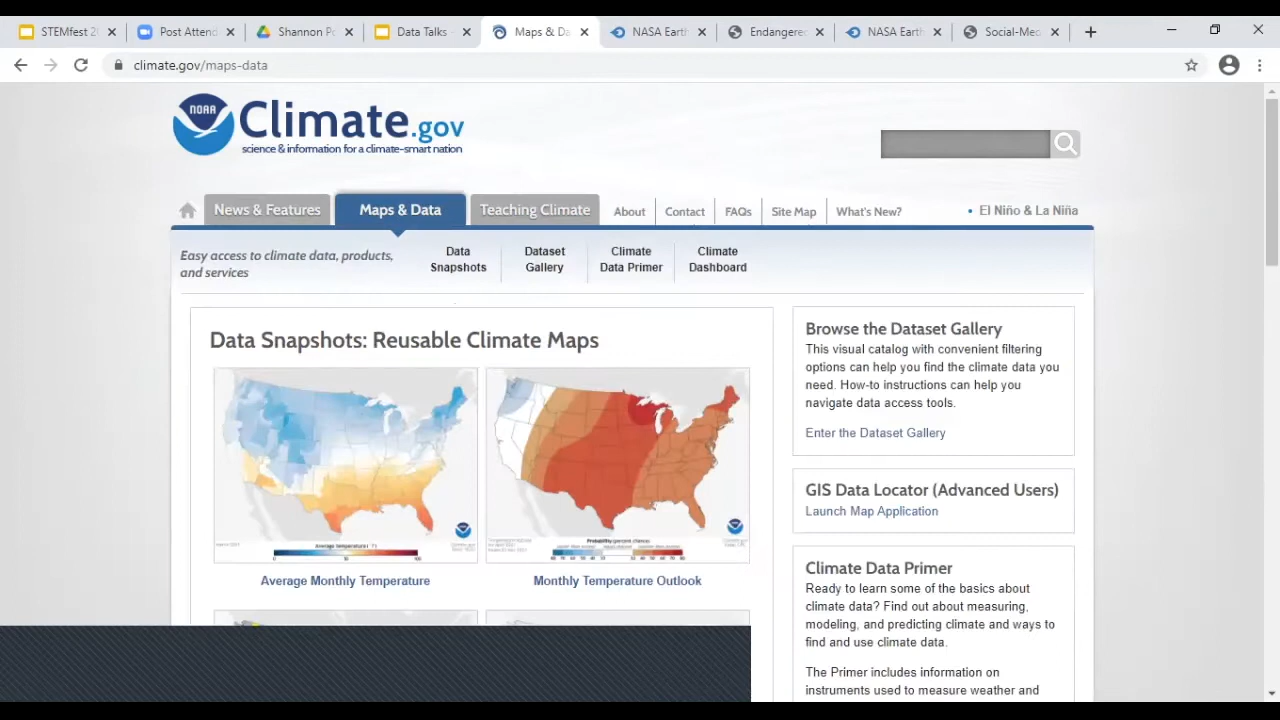 STEMfest 2
Post Attend
Shannon P
Data Talks -
Maps & Da
NASA Earth
Endangere
NASA Earth
Social-Med
climate.gov/maps-data
NOAA
Climate.gov
science & information for a climate-smart nation
News & Features
Maps & Data
Teaching Climate
About
Contact
FAQs
Site Map
What's New?
• El Niño & La Niña
Easy access to climate data, products,
and services
Data
Snapshots
Dataset
Gallery
Climate
Data Primer
Climate
Dashboard
Data Snapshots: Reusable Climate Maps
Average Monthly Temperature
Monthly Temperature Outlook
Browse the Dataset Gallery
This visual catalog with convenient filtering
options can help you find the climate data you
need. How-to instructions can help you
navigate data access tools.
Enter the Dataset Gallery
GIS Data Locator (Advanced Users)
Launch Map Application
Climate Data Primer
Ready to learn some of the basics about
climate data? Find out about measuring,
modeling, and predicting climate and ways to
find and use climate data.
The Primer includes information on
instruments used to measure weather and